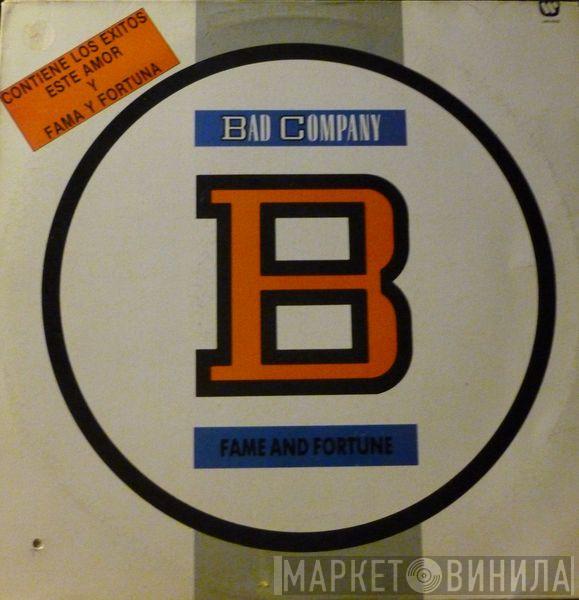 CONTIENE LOS EXITOS
ESTE AMOR
Y
FAMA Y FORTUNA
BAD COMPANY
B
FAME AND FORTUNE
МАРКЕТ ВИНИЛА